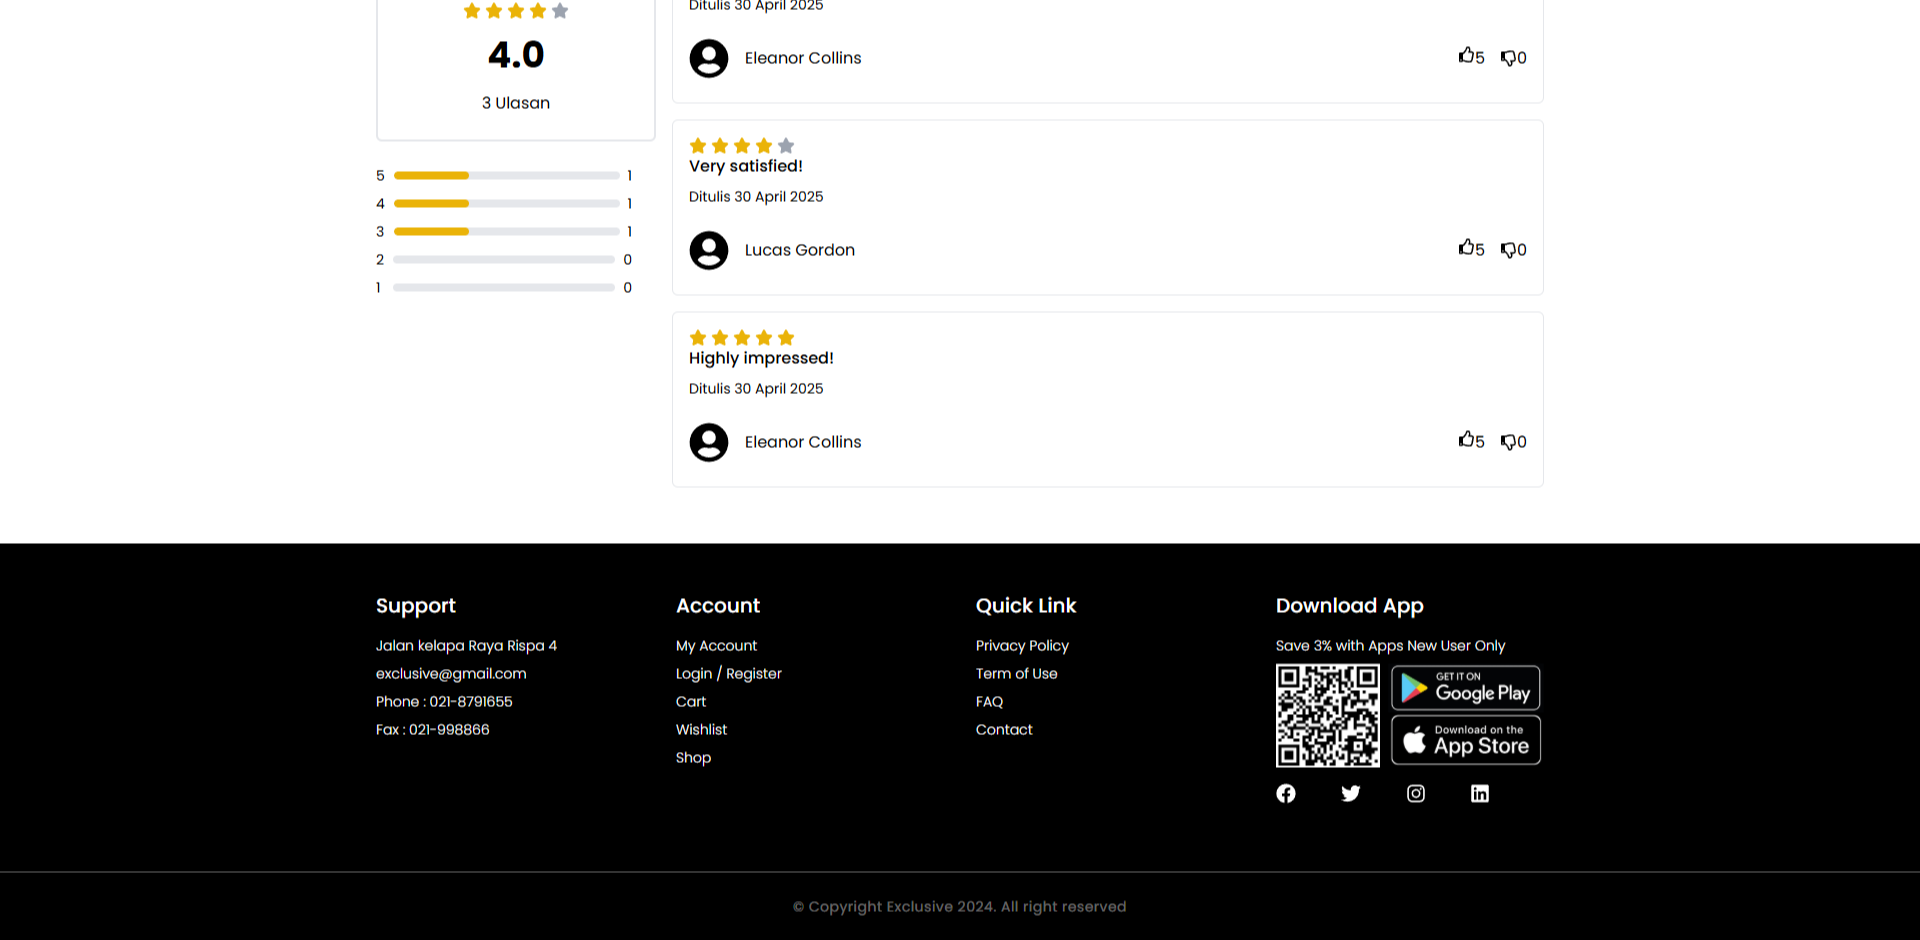 4.0
3 Ulasan
5 1
4 1
3 1
2 0
1 0
Ditulis 30 April 2025
Eleanor Collins 5 0
Very satisfied!
Ditulis 30 April 2025
Lucas Gordon 5 0
Highly impressed!
Ditulis 30 April 2025
Eleanor Collins 5 0
Support
Jalan kelapa Raya Rispa 4
exclusive@gmail.com
Phone : 021-8791655
Fax : 021-998866
Account
My Account
Login / Register
Cart
Wishlist
Shop
Quick Link
Privacy Policy
Term of Use
FAQ
Contact
Download App
Save 3% with Apps New User Only
GET IT ON
Google Play
Download on the
App Store
© Copyright Exclusive 2024. All right reserved